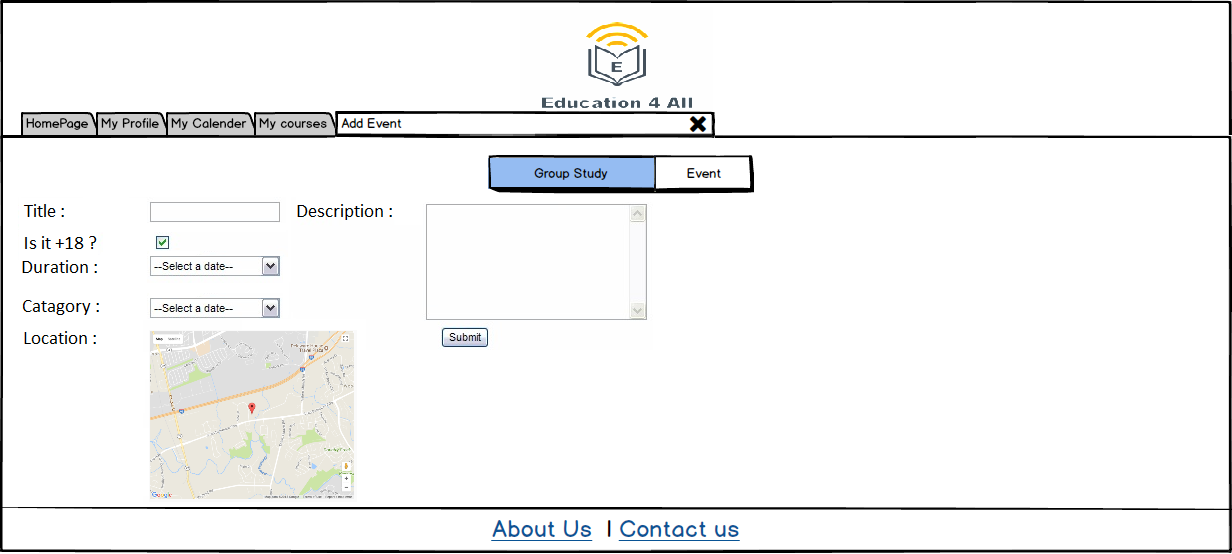 E
Education 4 All
HomePage My Profile My Calender My courses Add Event
Group Study Event
Title : Description :
Is it +18 ?
Duration : --Select a date--
Catagory : --Select a date--
Location : Submit
Map
Google
About Us | Contact us